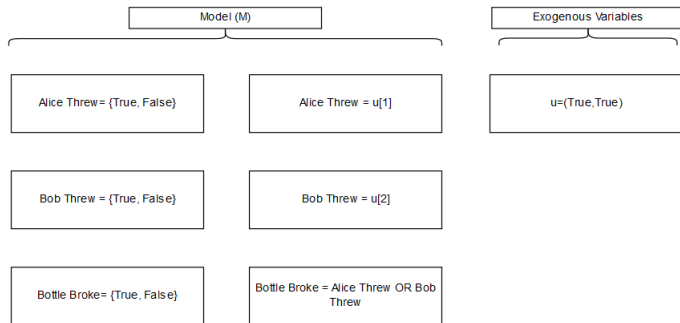 Model (M)
Exogenous Variables
Alice Threw= {True, False}
Alice Threw = u[1]
u=(True,True)
Bob Threw = {True, False}
Bob Threw = u[2]
Bottle Broke= {True, False}
Bottle Broke = Alice Threw OR Bob
Threw